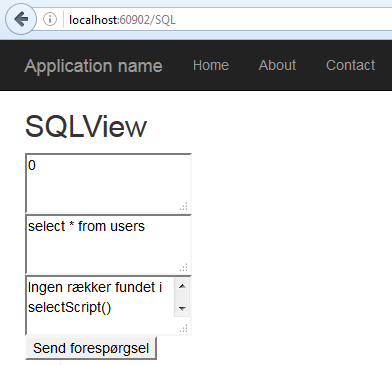 localhost:60902/SQL
Application name Home About Contact
SQLView
0
select * from users
Ingen rækker fundet i
selectScript()
Send forespørgsel